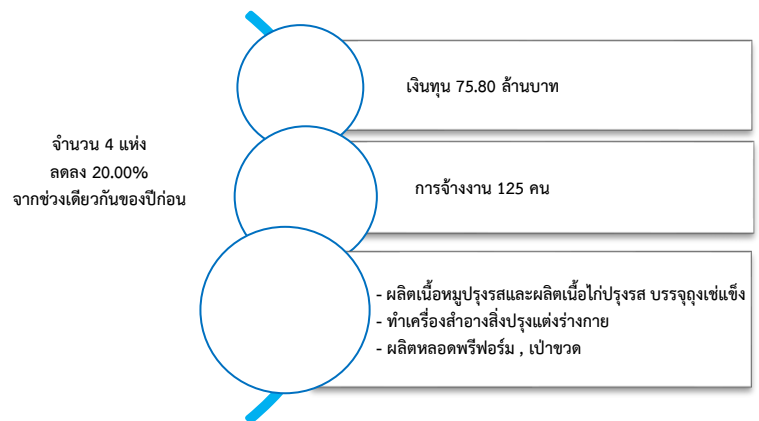 จำนวน 4 แห่ง
ลดลง 20.00%
จากช่วงเดียวกันของปีก่อน
เงินทุน 75.80 ล้านบาท
การจ้างงาน 125 คน
- ผลิตเนื้อหมูปรุงรสและผลิตเนื้อไก่ปรุงรส บรรจุถุงเช่แข็ง
- ทำเครื่องสำอางสิ่งปรุงแต่งร่างกาย
- ผลิตหลอดพรีฟอร์ม , เป่าขวด